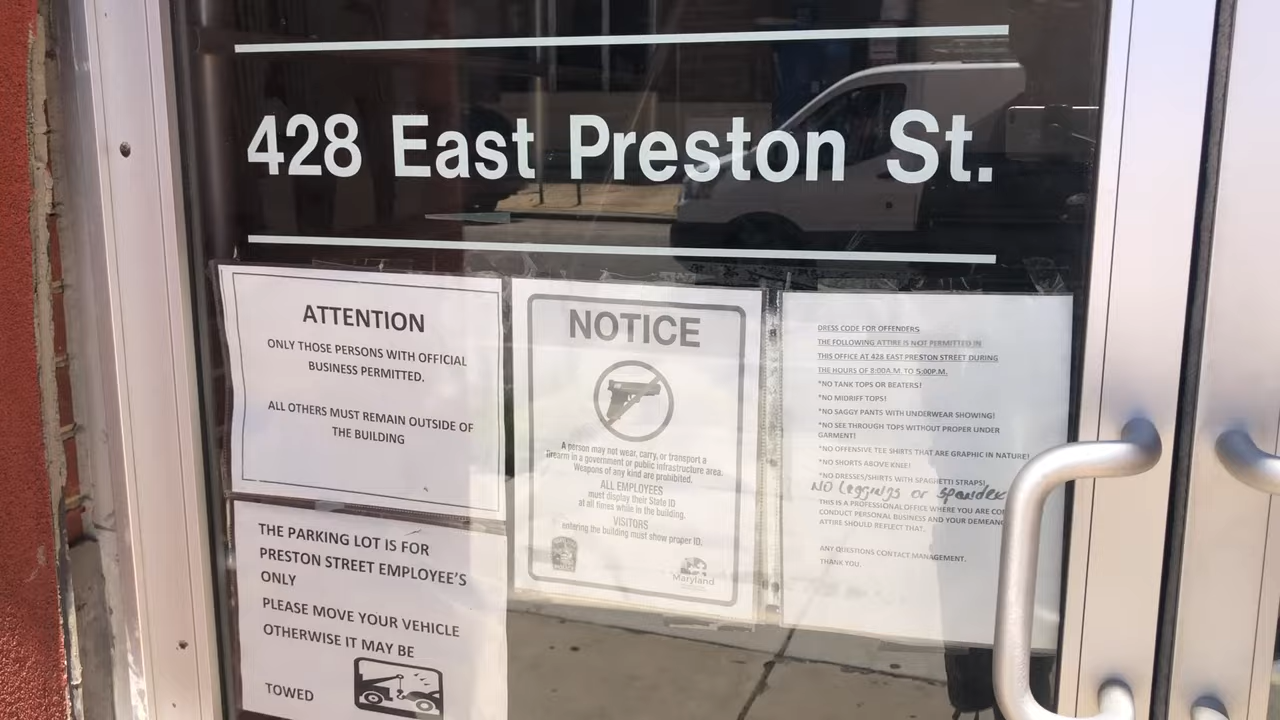 428 East Preston St.
ATTENTION
ONLY THOSE PERSONS WITH OFFICIAL
BUSINESS PERMITTED.
ALL OTHERS MUST REMAIN OUTSIDE OF
THE BUILDING
THE PARKING LOT IS FOR
PRESTON STREET EMPLOYEE'S
ONLY
PLEASE MOVE YOUR VEHICLE
OTHERWISE IT MAY BE
TOWED
NOTICE
A person may not wear, carry, or transport a
firearm in a government or public infrastructure area.
Weapons of any kind are prohibited.
ALL EMPLOYEES
must display their State ID
at all times while in the building.
VISITORS
entering the building must show proper ID.
Maryland
DRESS CODE FOR OFFENDERS
THE FOLLOWING ATTIRE IS NOT PERMITTED IN
THIS OFFICE AT 428 EAST PRESTON STREET DURING
THE HOURS OF 8:00A.M. TO 5:00P.M.
*NO TANK TOPS OR BEATERS!
*NO MIDRIFF TOPS!
*NO SAGGY PANTS WITH UNDERWEAR SHOWING!
*NO SEE THROUGH TOPS WITHOUT PROPER UNDER
GARMENT!
*NO OFFENSIVE TEE SHIRTS THAT ARE GRAPHIC IN NATURE!
*NO SHORTS ABOVE KNEE!
*NO DRESSES/SHIRTS WITH SPAGHETTI STRAPS!
NO leggings or spandex
THIS IS A PROFESSIONAL OFFICE WHERE YOU ARE
CONDUCT PERSONAL BUSINESS AND YOUR
ATTIRE SHOULD REFLECT THAT.
ANY QUESTIONS CONTACT MANAGEMENT.
THANK YOU.